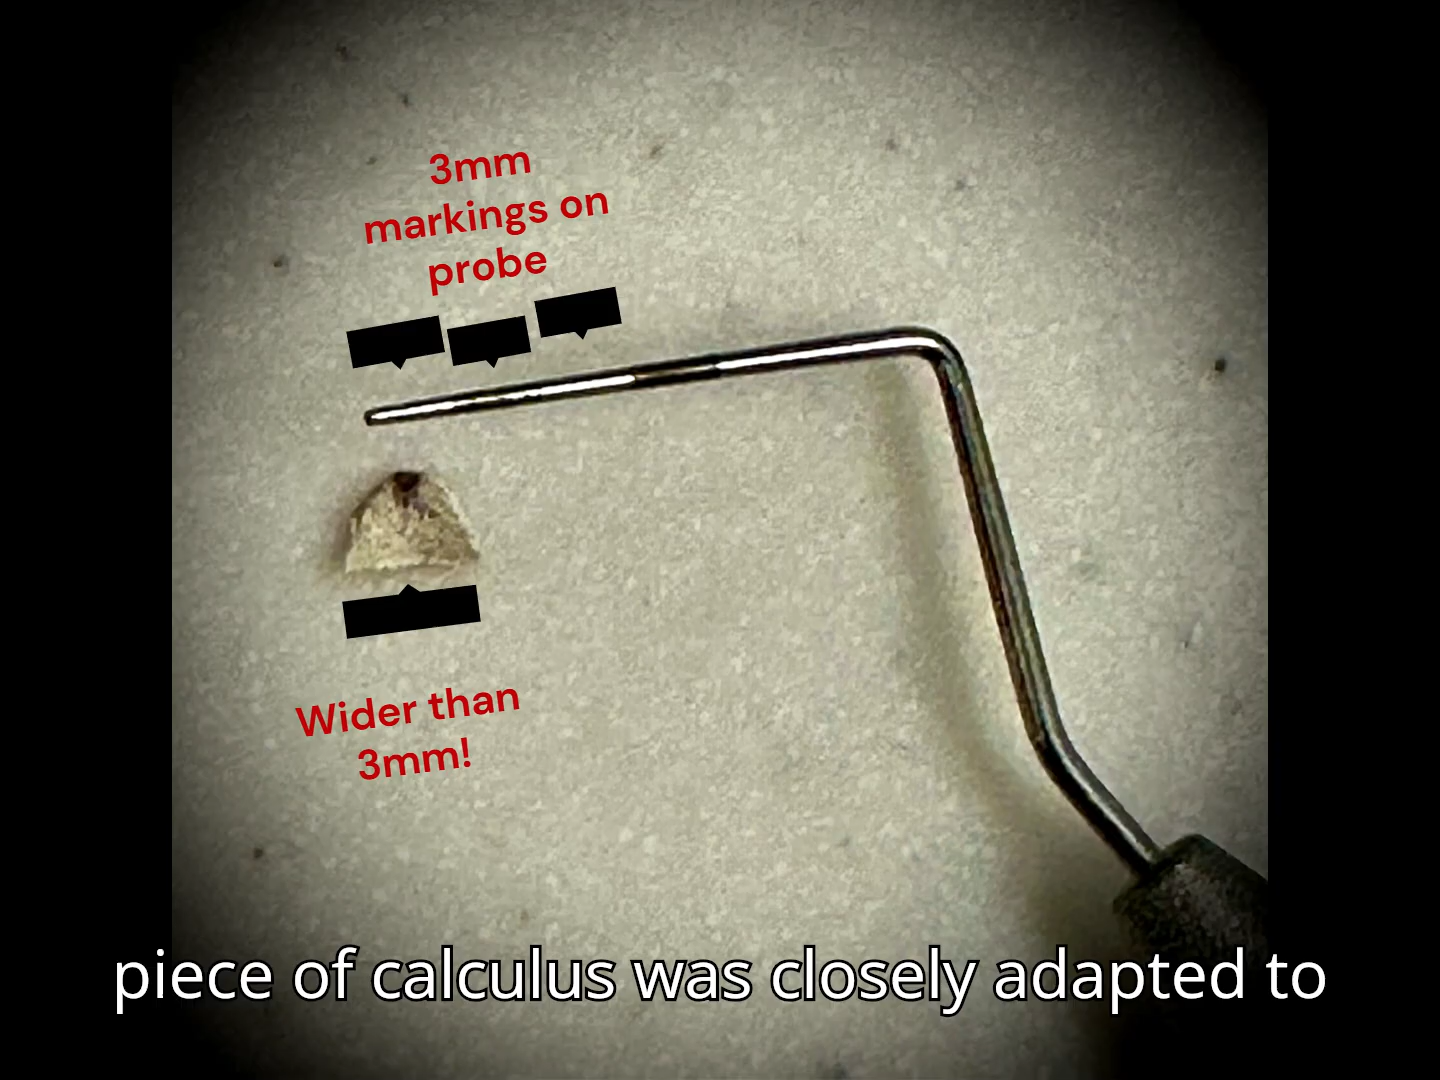 3mm
markings on
probe
Wider than
3mm!
piece of calculus was closely adapted to